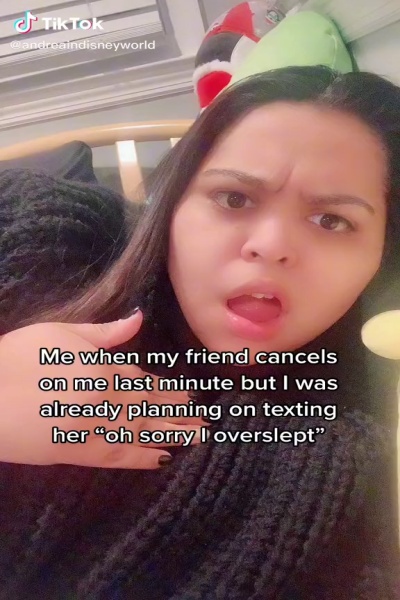 TikTok
@andreaindisneyworld
Me when my friend cancels
on me last minute but I was
already planning on texting
her “oh sorry I overslept”